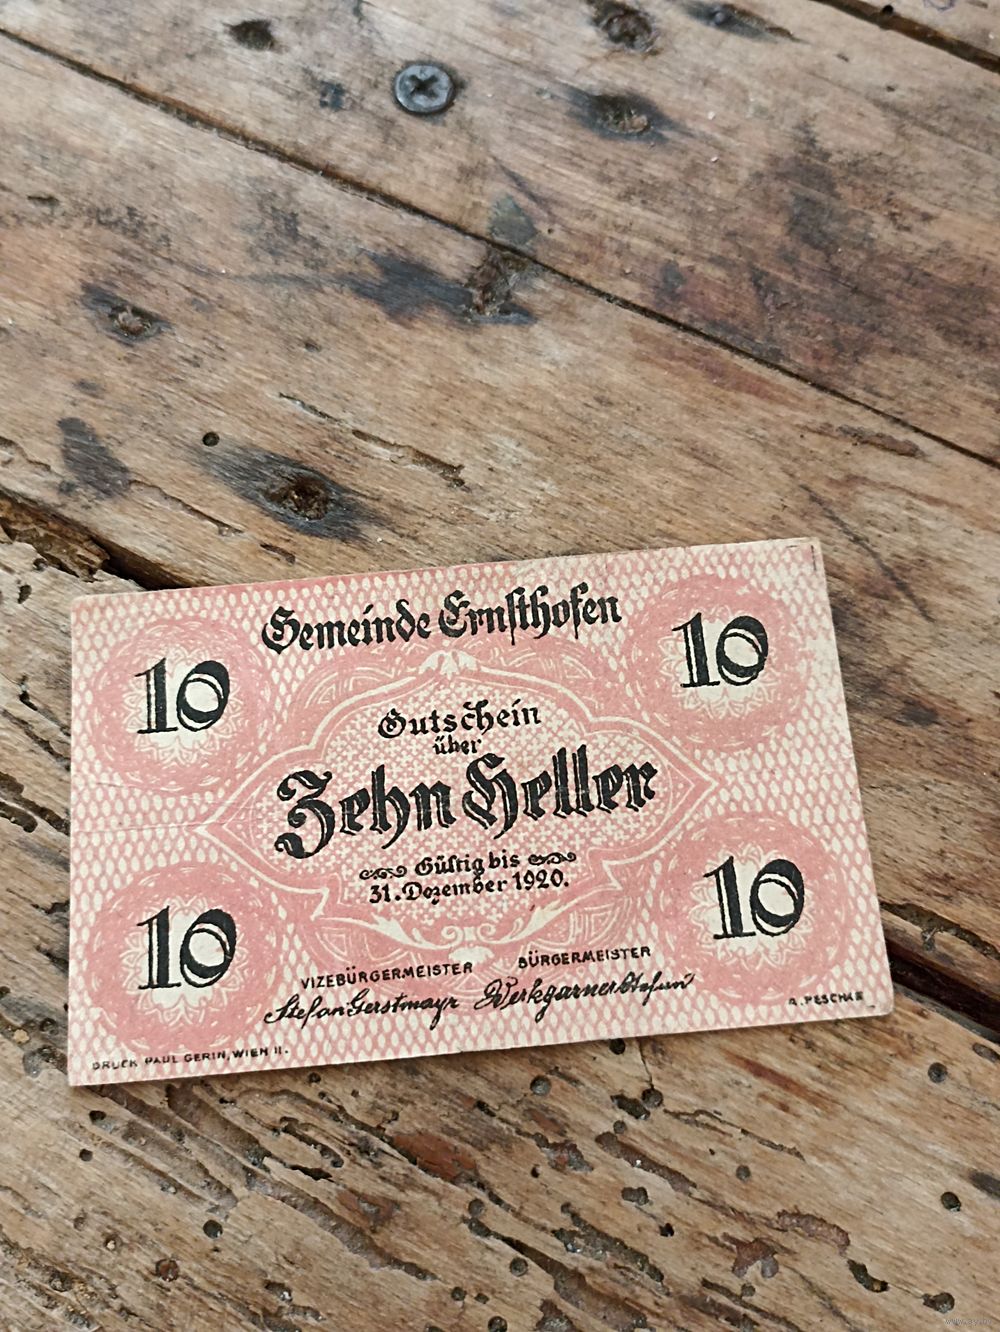 Gemeinde Ernsthofen
10
10
Gutschein
über
Zehn Heller
Gültig bis
31. Dezember 1920.
10
10
VIZEBÜRGERMEISTER
BÜRGERMEISTER
Stefan Gerstmayr
Stefan
DRUCK PAUL GERIN, WIEN II.